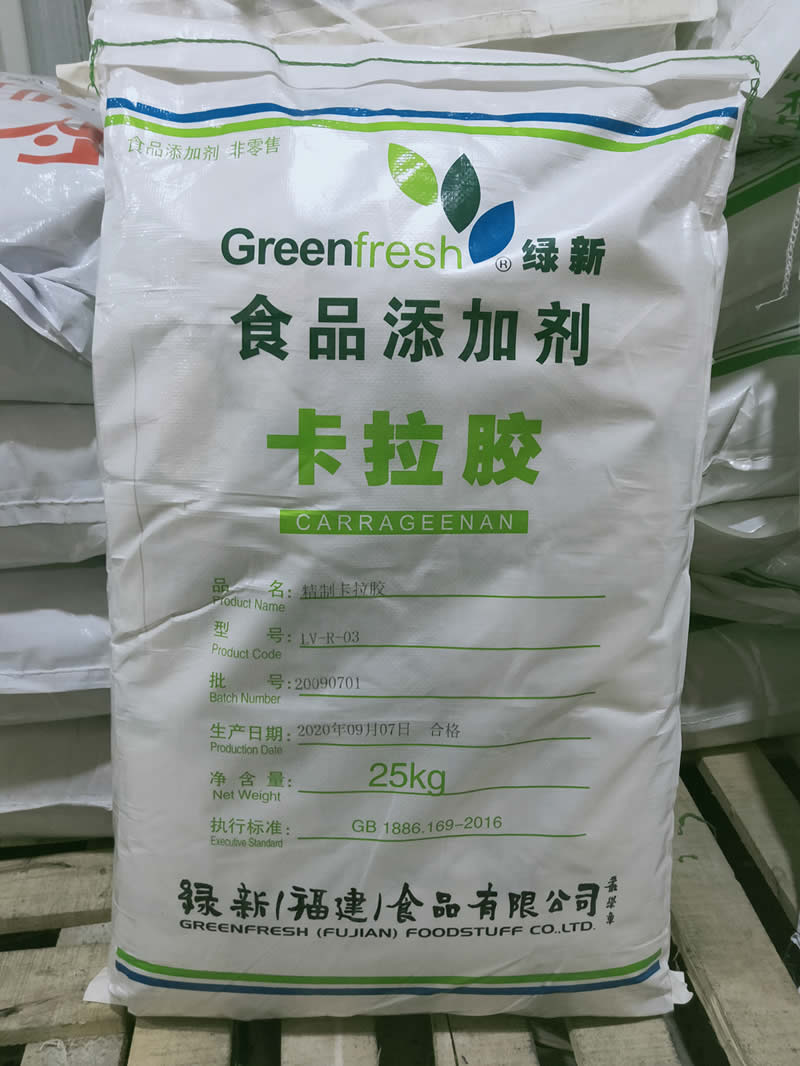 食品添加剂 非零售
Greenfresh® 绿新
食品添加剂
卡拉胶
CARRAGEENAN
品 名: 精制卡拉胶
Product Name
型 号: LV-R-03
Product Code
批 号: 20090701
Batch Number
生产日期: 2020年09月07日 合格
Production Date
净含量: 25kg
Net Weight
执行标准: GB 1886.169-2016
Executive Standard
绿新(福建)食品有限公司
GREENFRESH (FUJIAN) FOODSTUFF CO.,LTD.